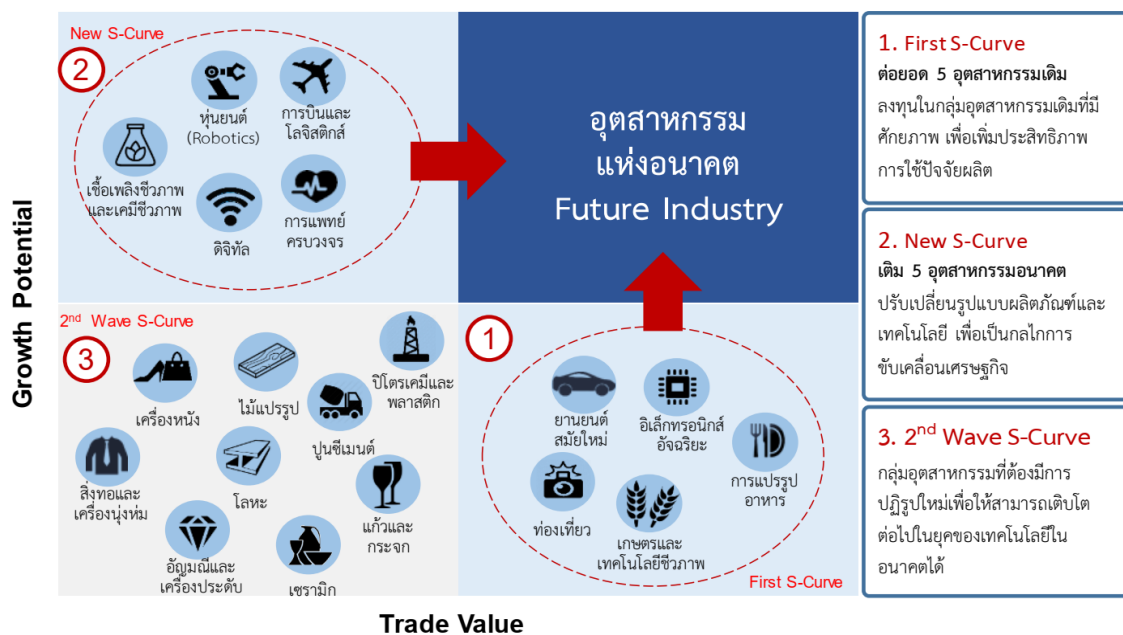 New S-Curve
2
หุ่นยนต์
(Robotics)
การบินและ
โลจิสติกส์
เชื้อเพลิงชีวภาพ
และเคมีชีวภาพ
ดิจิทัล
การแพทย์
ครบวงจร
อุตสาหกรรม
แห่งอนาคต
Future Industry
2nd Wave S-Curve
3
เครื่องหนัง
ไม้แปรรูป
ปิโตรเคมีและ
พลาสติก
ปูนซีเมนต์
สิ่งทอและ
เครื่องนุ่งห่ม
โลหะ
แก้วและ
กระจก
อัญมณีและ
เครื่องประดับ
เซรามิก
1
ยานยนต์
สมัยใหม่
อิเล็กทรอนิกส์
อัจฉริยะ
การแปรรูป
อาหาร
ท่องเที่ยว
เกษตรและ
เทคโนโลยีชีวภาพ
First S-Curve
Growth Potential
Trade Value
1. First S-Curve
ต่อยอด 5 อุตสาหกรรมเดิม
ลงทุนในกลุ่มอุตสาหกรรมเดิมที่มี
ศักยภาพ เพื่อเพิ่มประสิทธิภาพ
การใช้ปัจจัยผลิต
2. New S-Curve
เติม 5 อุตสาหกรรมอนาคต
ปรับเปลี่ยนรูปแบบผลิตภัณฑ์และ
เทคโนโลยี เพื่อเป็นกลไกการ
ขับเคลื่อนเศรษฐกิจ
3. 2nd Wave S-Curve
กลุ่มอุตสาหกรรมที่ต้องมีการ
ปฏิรูปใหม่เพื่อให้สามารถเติบโต
ต่อไปในยุคของเทคโนโลยีใน
อนาคตได้